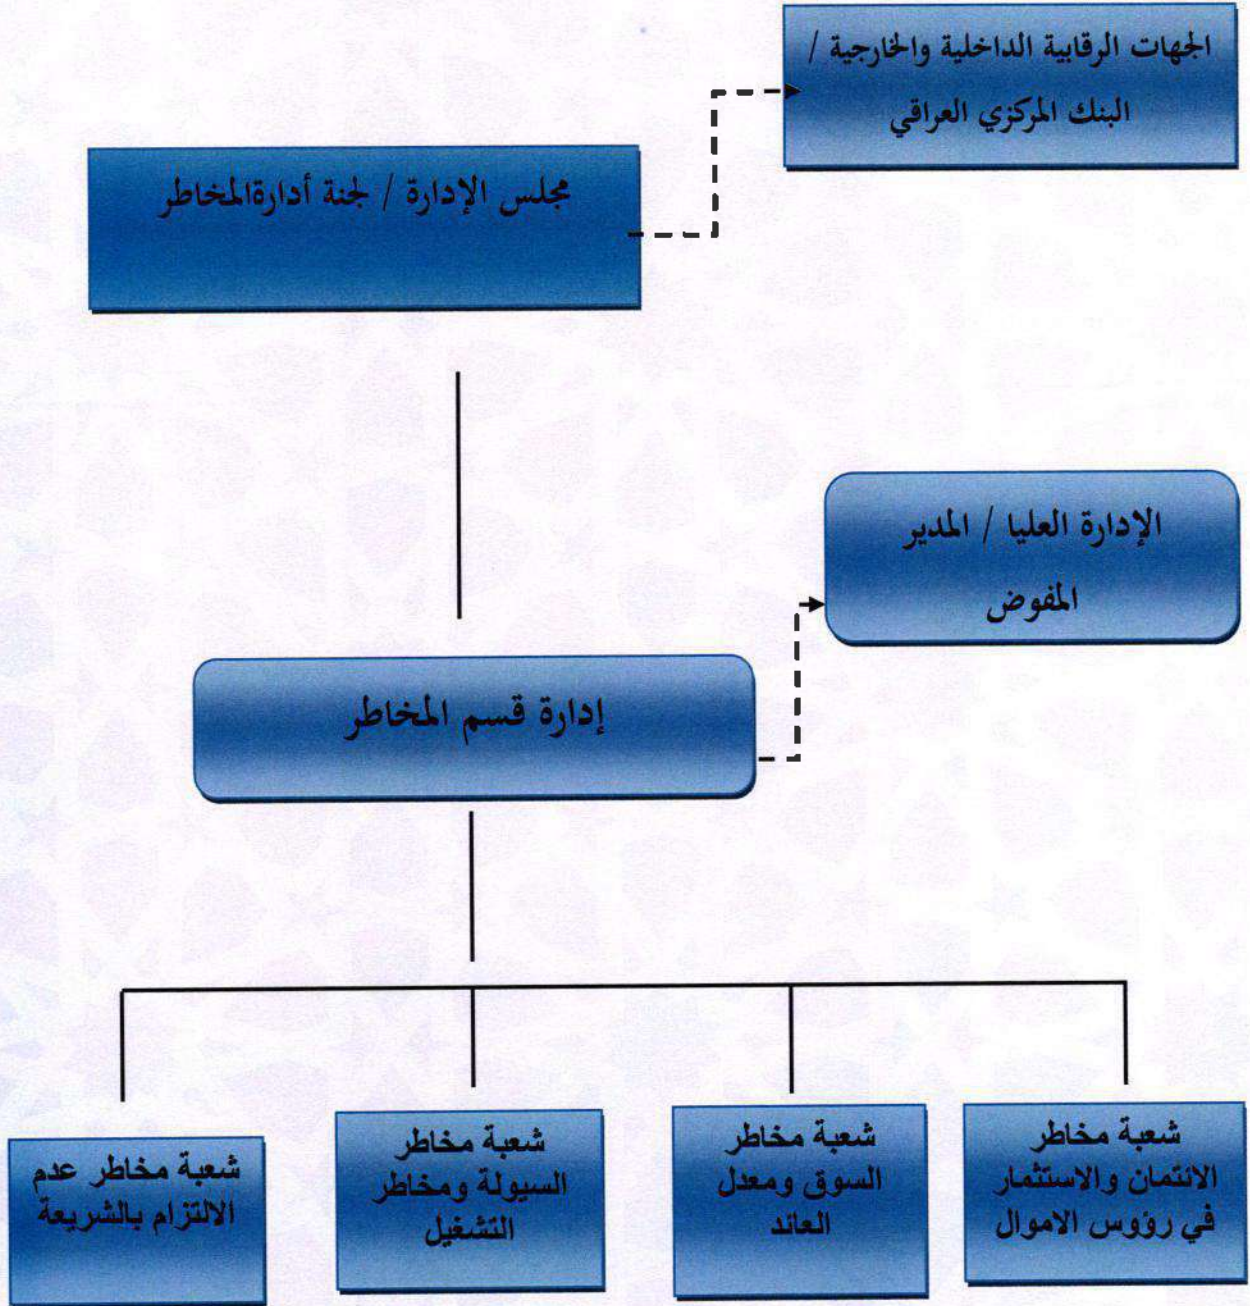 الجهات الرقابية الداخلية والخارجية /
البنك المركزي العراقي
مجلس الإدارة / لجنة أدارةالمخاطر
الإدارة العليا / المدير
المفوض
إدارة قسم المخاطر
شعبة مخاطر
الائتمان والاستثمار
في رؤوس الاموال
شعبة مخاطر
السوق ومعدل
العائد
شعبة مخاطر
السيولة ومخاطر
التشغيل
شعبة مخاطر عدم
الالتزام بالشريعة